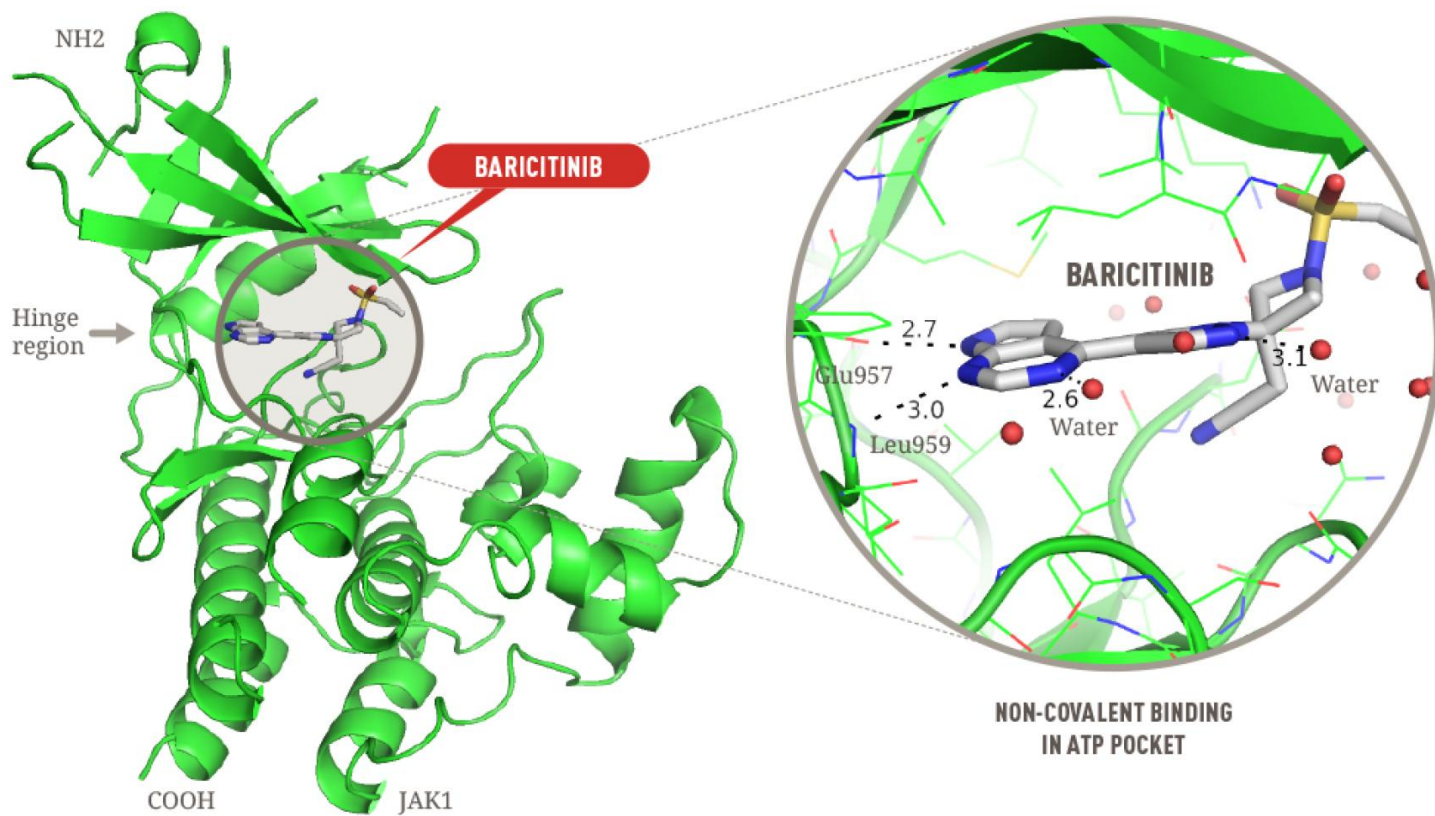 NH2
BARICITINIB
Hinge
region
COOH
JAK1
BARICITINIB
2.7
Glu957
3.0
Leu959
2.6
Water
3.1
Water
NON-COVALENT BINDING
IN ATP POCKET